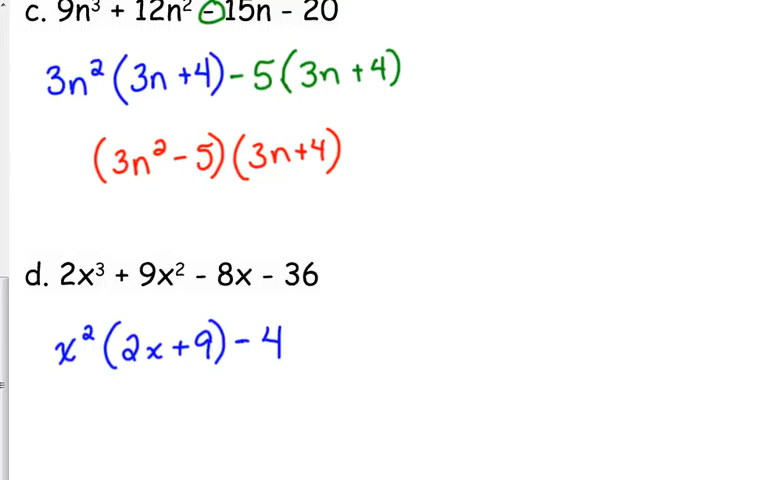 c. 9n³ + 12n² - 15n - 20
3n²(3n+4)-5(3n+4)
(3n²-5)(3n+4)
d. 2x³ + 9x² - 8x - 36
x²(2x+9)-4